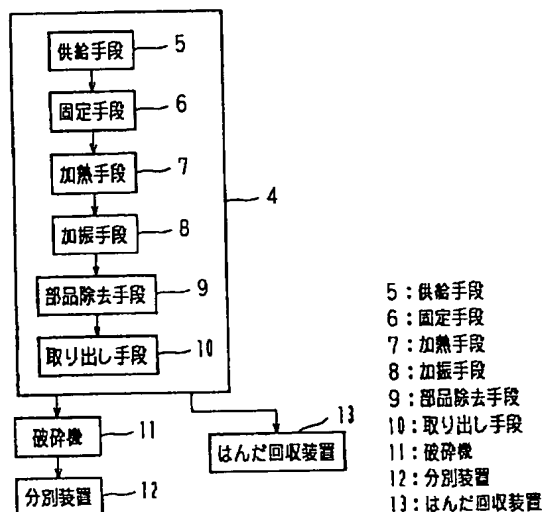 供給手段 5
固定手段 6
加熱手段 7
4
加振手段 8
部品除去手段 9
取り出し手段 10
破砕機 11
はんだ回収装置 13
分別装置 12
5:供給手段
6:固定手段
7:加熱手段
8:加振手段
9:部品除去手段
10:取り出し手段
11:破砕機
12:分別装置
13:はんだ回収装置